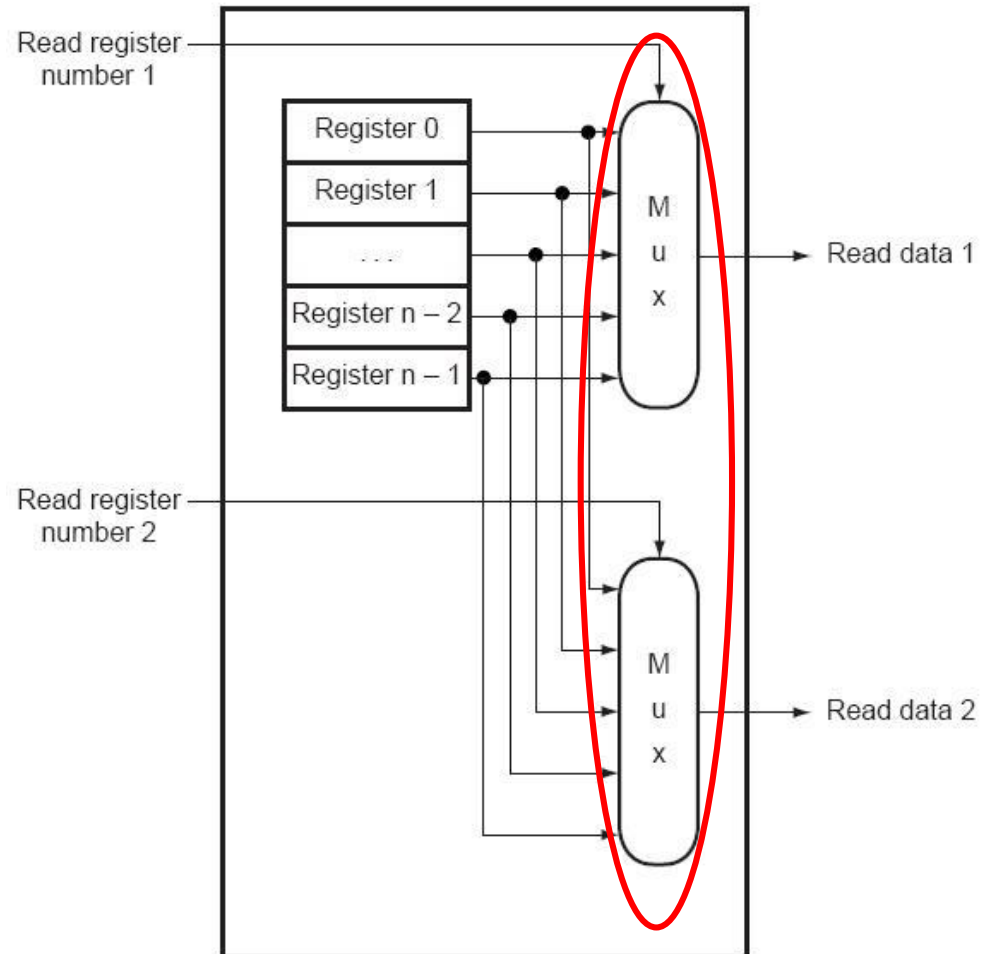 Read register
number 1
Register 0
Register 1
. . .
Register n – 2
Register n – 1
M
u
x
Read data 1
Read register
number 2
M
u
x
Read data 2